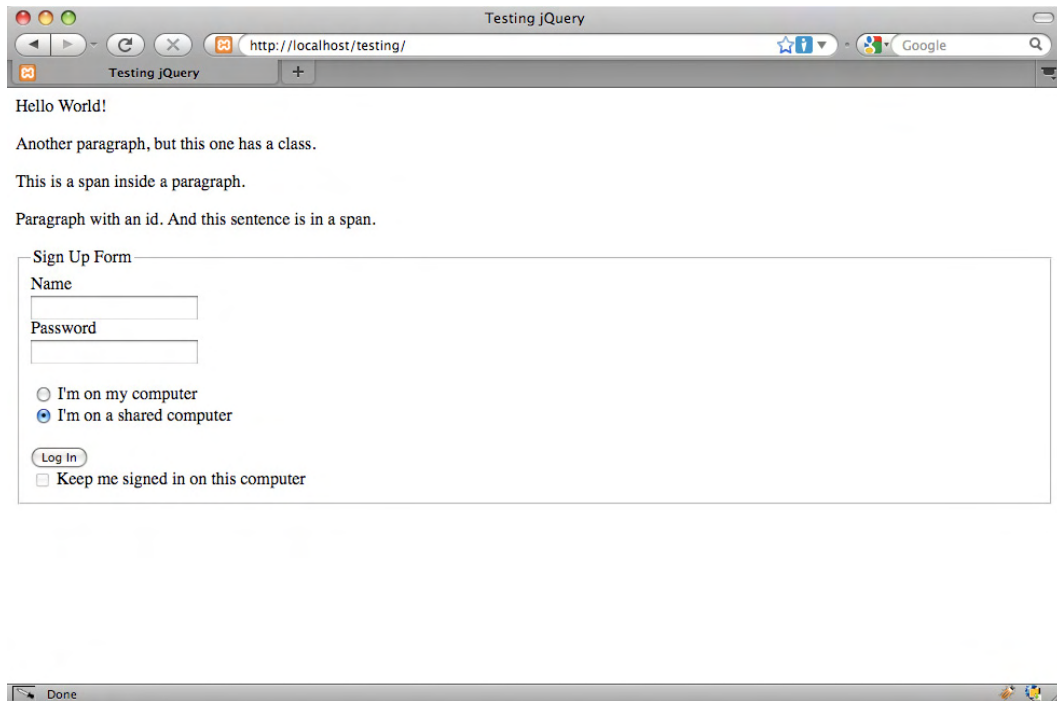 Testing jQuery
http://localhost/testing/
Google
Testing jQuery
+
Hello World!
Another paragraph, but this one has a class.
This is a span inside a paragraph.
Paragraph with an id. And this sentence is in a span.
Sign Up Form
Name
Password
I'm on my computer
I'm on a shared computer
Log In
Keep me signed in on this computer
Done